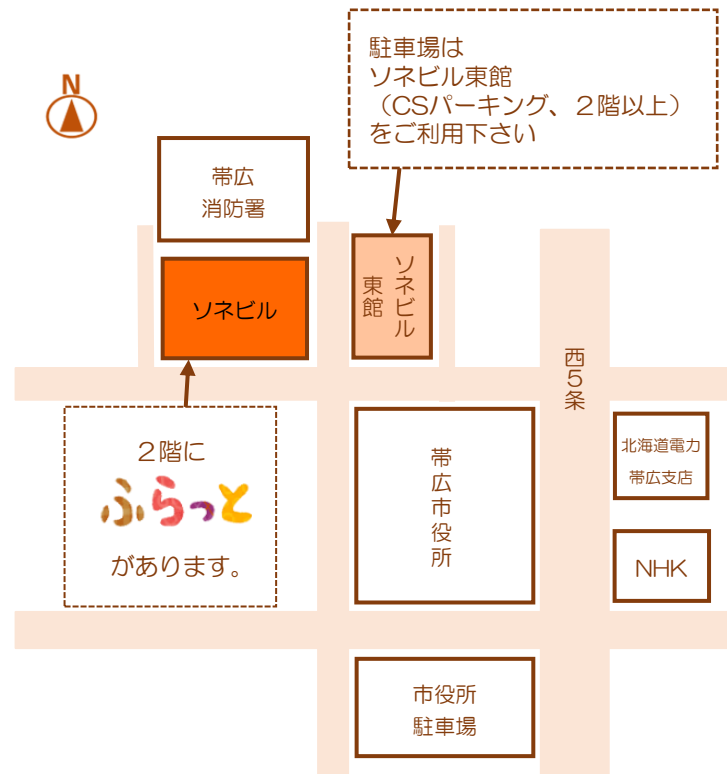 駐車場は
ソネビル東館
（CSパーキング、２階以上）
をご利用下さい
N
帯広
消防署
ソネビル
ソネビル
東館
西5条
２階に
ふらっと
があります。
帯広市役所
北海道電力
帯広支店
NHK
市役所
駐車場